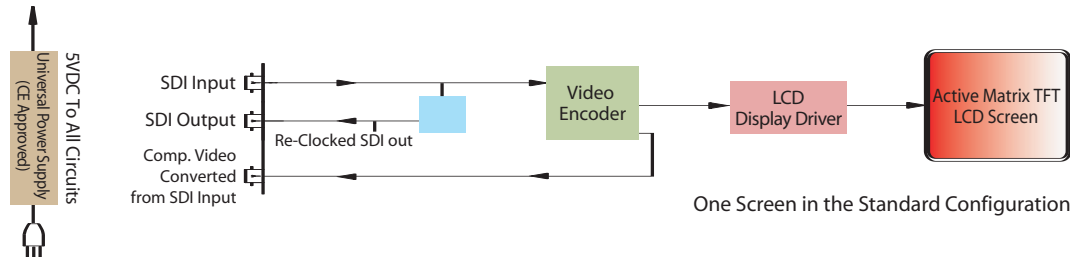 5VDC To All Circuits
Universal Power Supply
(CE Approved)
SDI Input
SDI Output
Re-Clocked SDI out
Comp. Video
Converted
from SDI Input
Video
Encoder
LCD
Display Driver
Active Matrix TFT
LCD Screen
One Screen in the Standard Configuration